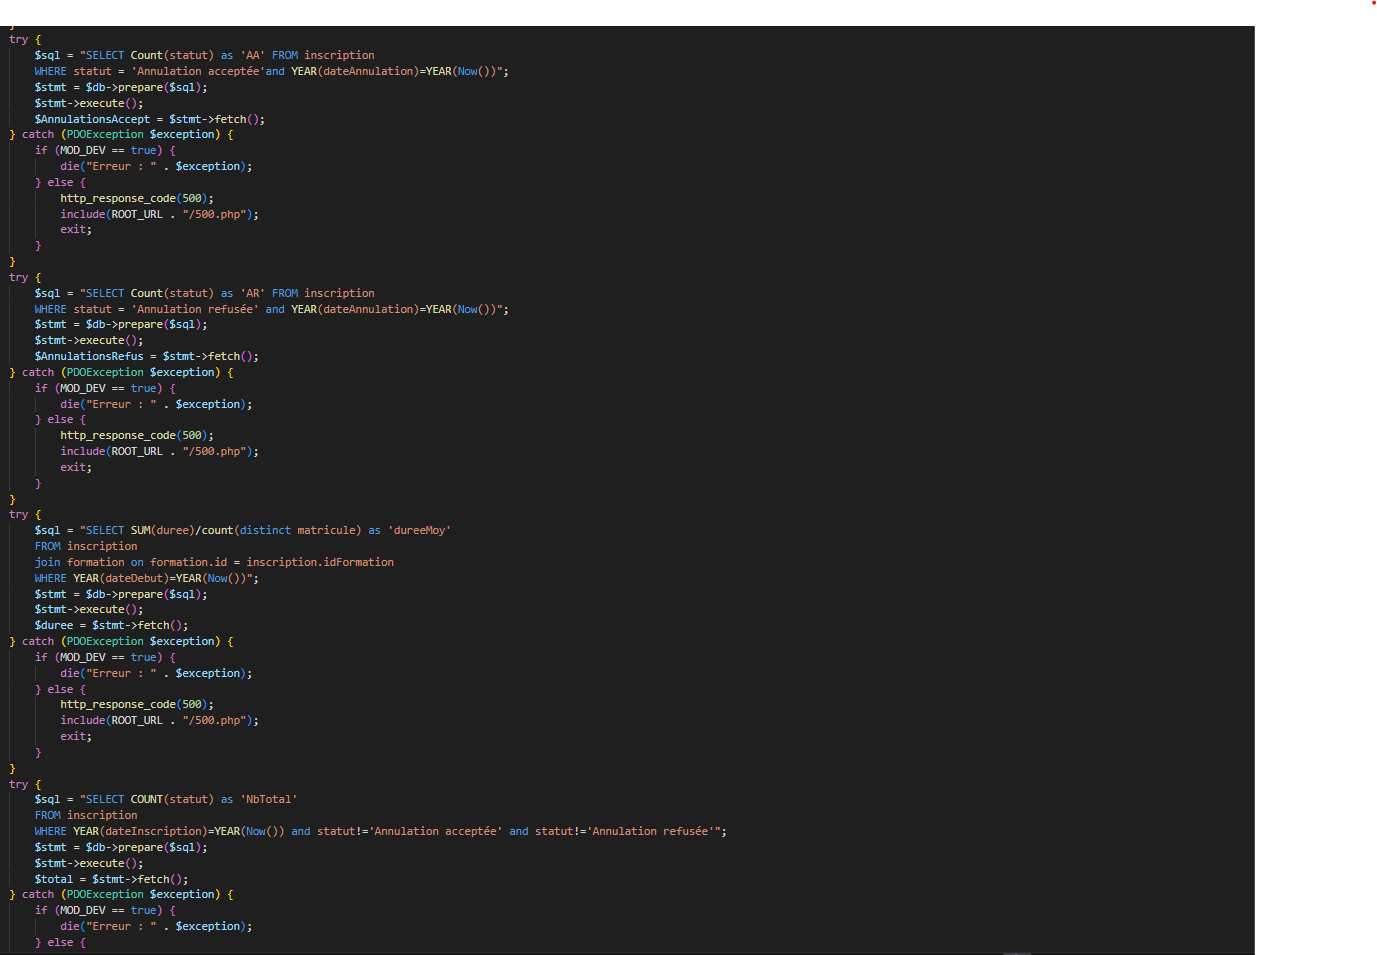 }
try {
$sql = "SELECT Count(statut) as 'AA' FROM inscription
WHERE statut = 'Annulation acceptée'and YEAR(dateAnnulation)=YEAR(Now())";
$stmt = $db->prepare($sql);
$stmt->execute();
$AnnulationsAccept = $stmt->fetch();
} catch (PDOException $exception) {
if (MOD_DEV == true) {
die("Erreur : " . $exception);
} else {
http_response_code(500);
include(ROOT_URL . "/500.php");
exit;
}
}
try {
$sql = "SELECT Count(statut) as 'AR' FROM inscription
WHERE statut = 'Annulation refusée' and YEAR(dateAnnulation)=YEAR(Now())";
$stmt = $db->prepare($sql);
$stmt->execute();
$AnnulationsRefus = $stmt->fetch();
} catch (PDOException $exception) {
if (MOD_DEV == true) {
die("Erreur : " . $exception);
} else {
http_response_code(500);
include(ROOT_URL . "/500.php");
exit;
}
}
try {
$sql = "SELECT SUM(duree)/count(distinct matricule) as 'dureeMoy'
FROM inscription
join formation on formation.id = inscription.idFormation
WHERE YEAR(dateDebut)=YEAR(Now())";
$stmt = $db->prepare($sql);
$stmt->execute();
$duree = $stmt->fetch();
} catch (PDOException $exception) {
if (MOD_DEV == true) {
die("Erreur : " . $exception);
} else {
http_response_code(500);
include(ROOT_URL . "/500.php");
exit;
}
}
try {
$sql = "SELECT COUNT(statut) as 'NbTotal'
FROM inscription
WHERE YEAR(dateInscription)=YEAR(Now()) and statut!='Annulation acceptée' and statut!='Annulation refusée'";
$stmt = $db->prepare($sql);
$stmt->execute();
$total = $stmt->fetch();
} catch (PDOException $exception) {
if (MOD_DEV == true) {
die("Erreur : " . $exception);
} else {